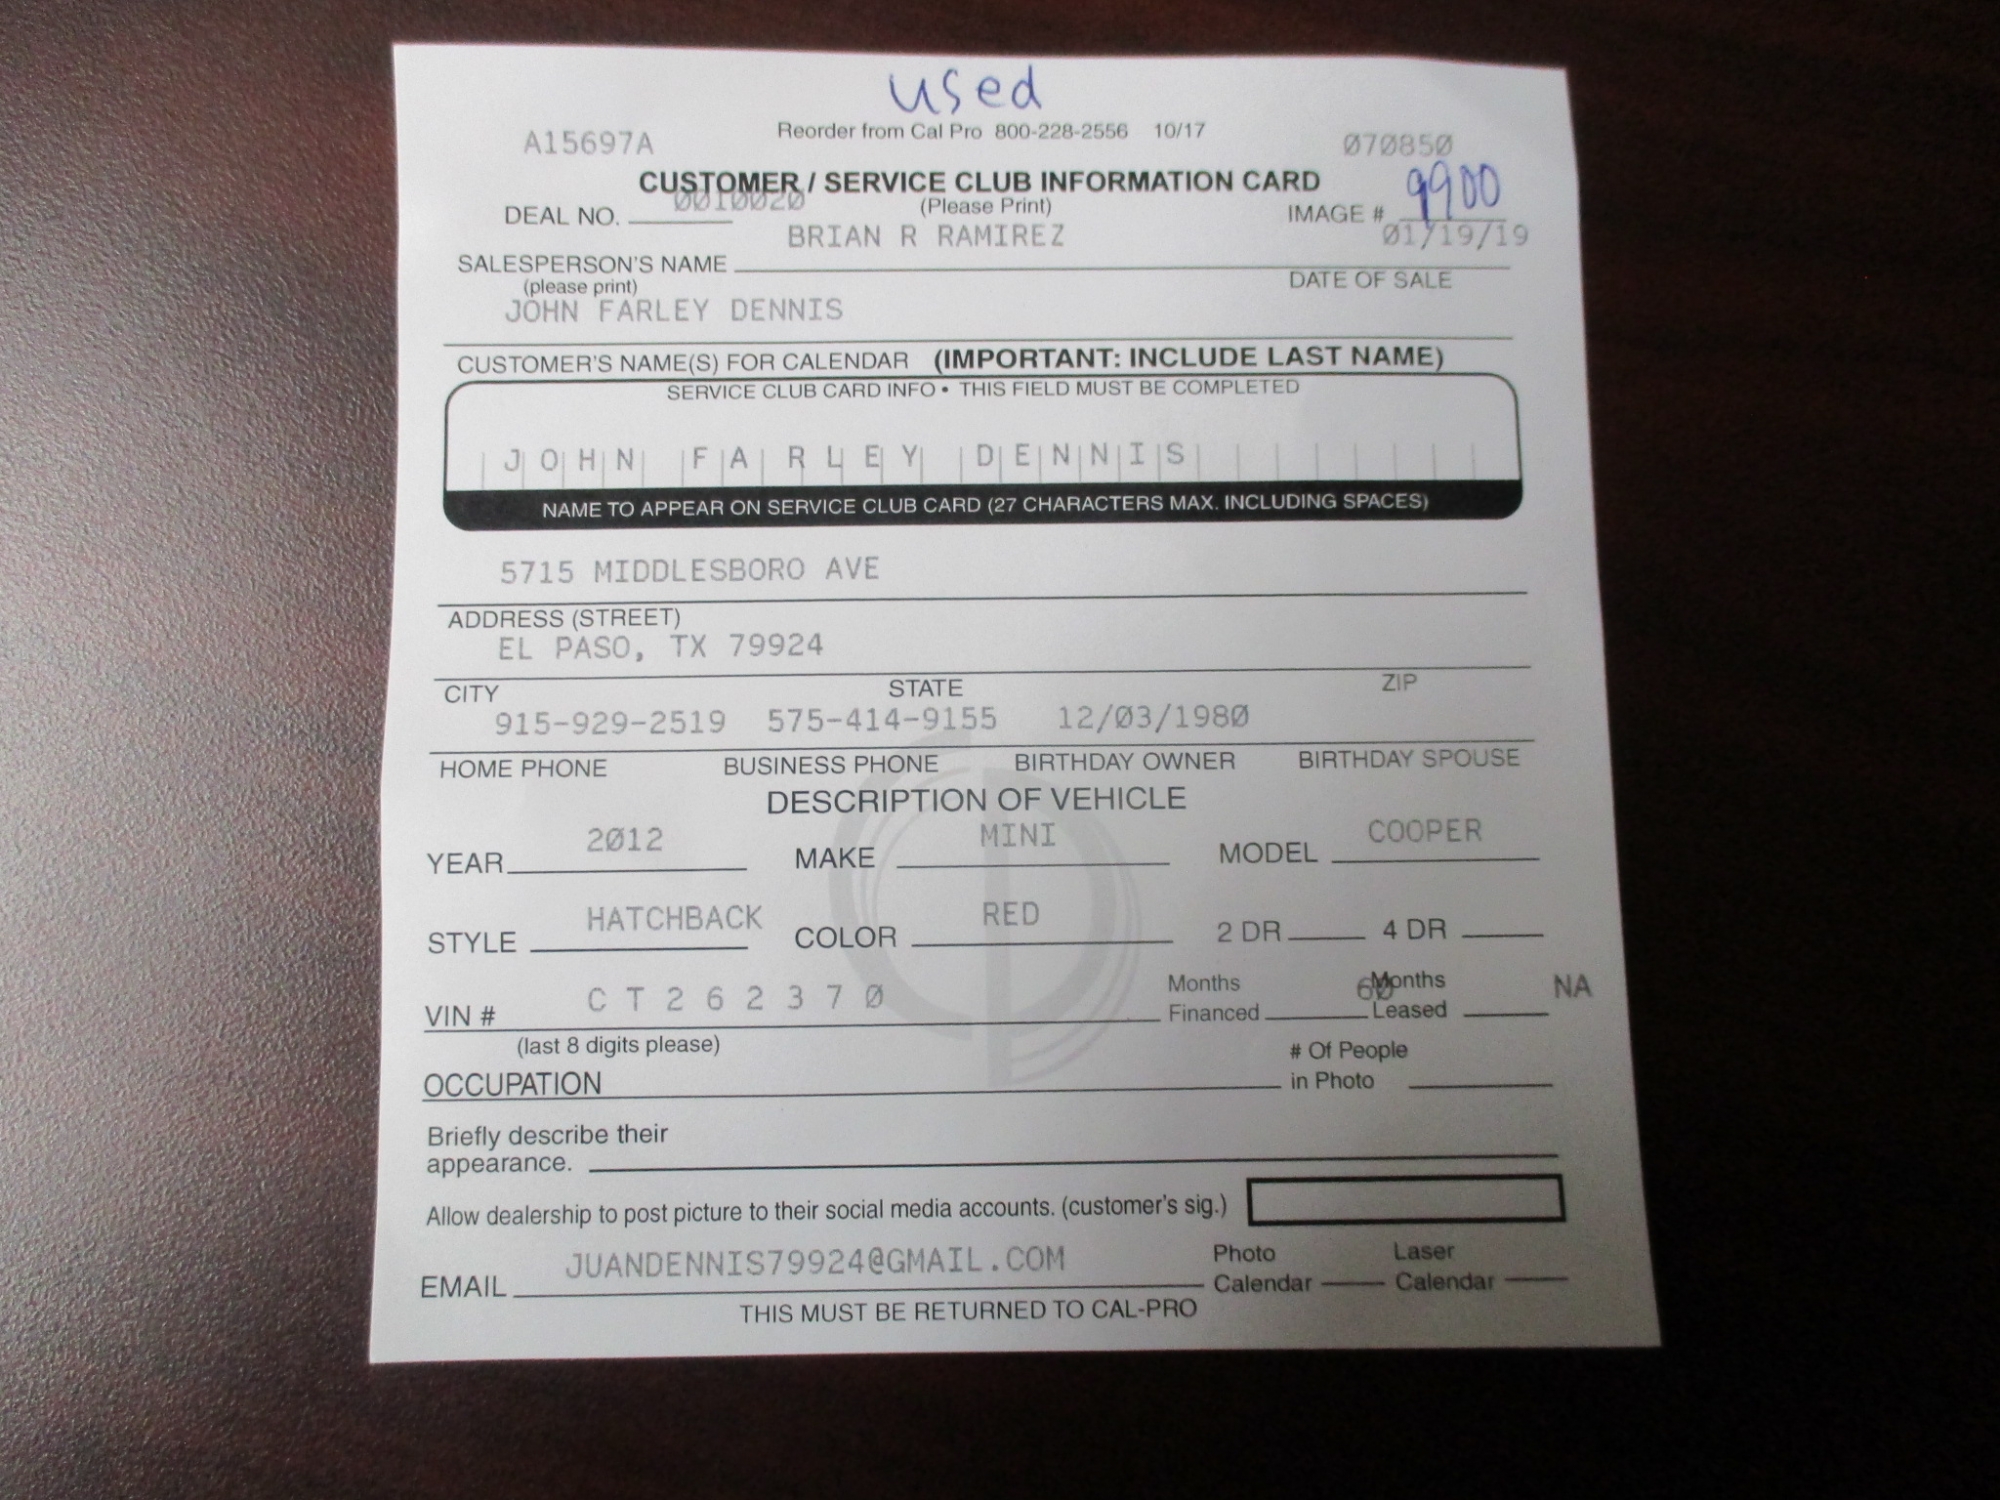 used
A15697A Reorder from Cal Pro 800-228-2556 10/17 070850
CUSTOMER / SERVICE CLUB INFORMATION CARD
DEAL NO. 0010020 (Please Print) IMAGE # 9900
BRIAN R RAMIREZ 01/19/19
SALESPERSON'S NAME DATE OF SALE
(please print)
JOHN FARLEY DENNIS
CUSTOMER'S NAME(S) FOR CALENDAR (IMPORTANT: INCLUDE LAST NAME)
SERVICE CLUB CARD INFO • THIS FIELD MUST BE COMPLETED
JOHN FARLEY DENNIS
NAME TO APPEAR ON SERVICE CLUB CARD (27 CHARACTERS MAX. INCLUDING SPACES)
5715 MIDDLESBORO AVE
ADDRESS (STREET)
EL PASO, TX 79924
CITY STATE ZIP
915-929-2519 575-414-9155 12/03/1980
HOME PHONE BUSINESS PHONE BIRTHDAY OWNER BIRTHDAY SPOUSE
DESCRIPTION OF VEHICLE
YEAR 2012 MAKE MINI MODEL COOPER
STYLE HATCHBACK COLOR RED 2 DR 4 DR
VIN # CT262370 Months Financed 60 Months Leased NA
(last 8 digits please)
OCCUPATION # Of People in Photo
Briefly describe their
appearance.
Allow dealership to post picture to their social media accounts. (customer's sig.)
EMAIL JUANDENNIS79924@GMAIL.COM Photo Calendar Laser Calendar
THIS MUST BE RETURNED TO CAL-PRO